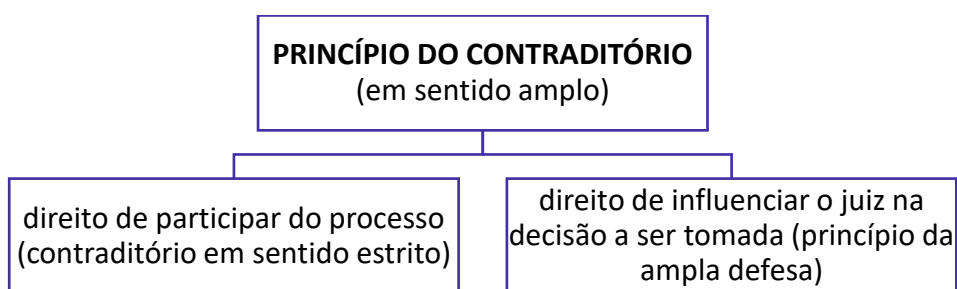 PRINCÍPIO DO CONTRADITÓRIO
(em sentido amplo)
direito de participar do processo
(contraditório em sentido estrito)
direito de influenciar o juiz na
decisão a ser tomada (princípio da
ampla defesa)